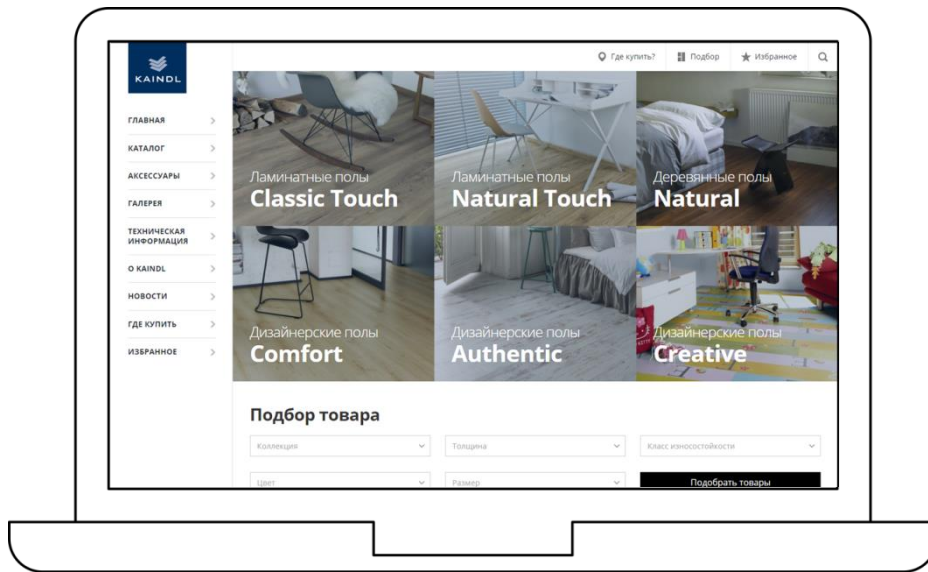 KAINDL
Где купить?
Подбор
Избранное
ГЛАВНАЯ
КАТАЛОГ
АКСЕССУАРЫ
ГАЛЕРЕЯ
ТЕХНИЧЕСКАЯ
ИНФОРМАЦИЯ
О KAINDL
НОВОСТИ
ГДЕ КУПИТЬ
ИЗБРАННОЕ
Ламинатные полы
Classic Touch
Ламинатные полы
Natural Touch
Деревянные полы
Natural
Дизайнерские полы
Comfort
Дизайнерские полы
Authentic
Дизайнерские полы
Creative
Подбор товара
Коллекция
Толщина
Класс износостойкости
Цвет
Размер
Подобрать товары